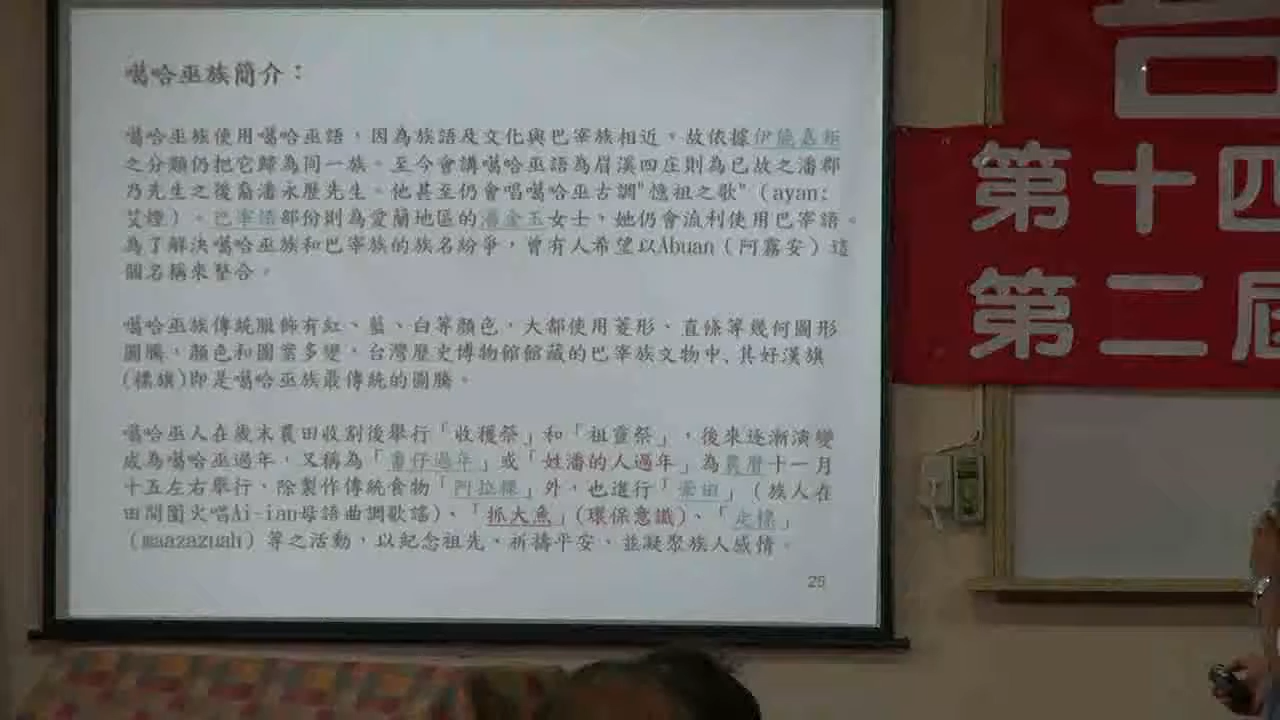 噶哈巫族簡介：
噶哈巫族使用噶哈巫語，因為族語及文化與巴宰族相近，故依據伊能嘉矩
之分類仍把它歸為同一族。至今會講噶哈巫語為眉溪四庄則為已故之潘郡
乃先生之後裔潘永歷先生。他甚至仍會唱噶哈巫古調"憶祖之歌"（ayan:
艾煙）。巴宰語部份則為愛蘭地區的潘金玉女士，她仍會流利使用巴宰語。
為了解決噶哈巫族和巴宰族的族名紛爭，曾有人希望以Abuan（阿霧安）這
個名稱來整合。
噶哈巫族傳統服飾有紅、藍、白等顏色，大都使用菱形、直條等幾何圖形
圖騰，顏色和圖案多變，台灣歷史博物館館藏的巴宰族文物中、其好漢旗
(標旗)即是噶哈巫族最傳統的圖騰。
噶哈巫人在歲末農田收割後舉行「收穫祭」和「祖靈祭」，後來逐漸演變
成為噶哈巫過年，又稱為「番仔過年」或「姓潘的人過年」為農曆十一月
十五左右舉行、除製作傳統食物「阿拉粿」外，也進行「牽田」（族人在
田間圍火唱Ai-ian母語曲調歌謠)、「抓大魚」(環保意識)、「走標」
（maazazuah）等之活動，以紀念祖先、祈禱平安、並凝聚族人感情。
25
第十四
第二屆